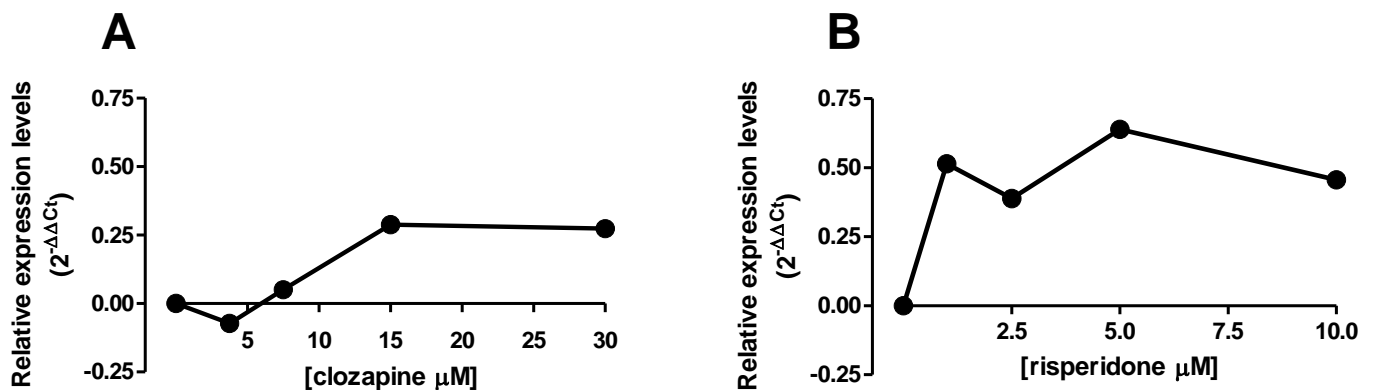 A
Relative expression levels
(2-ΔΔCt)
0.75
0.50
0.25
0.00
-0.25
5
10
15
20
25
30
[clozapine μM]
B
Relative expression levels
(2-ΔΔCt)
0.75
0.50
0.25
0.00
-0.25
2.5
5.0
7.5
10.0
[risperidone μM]